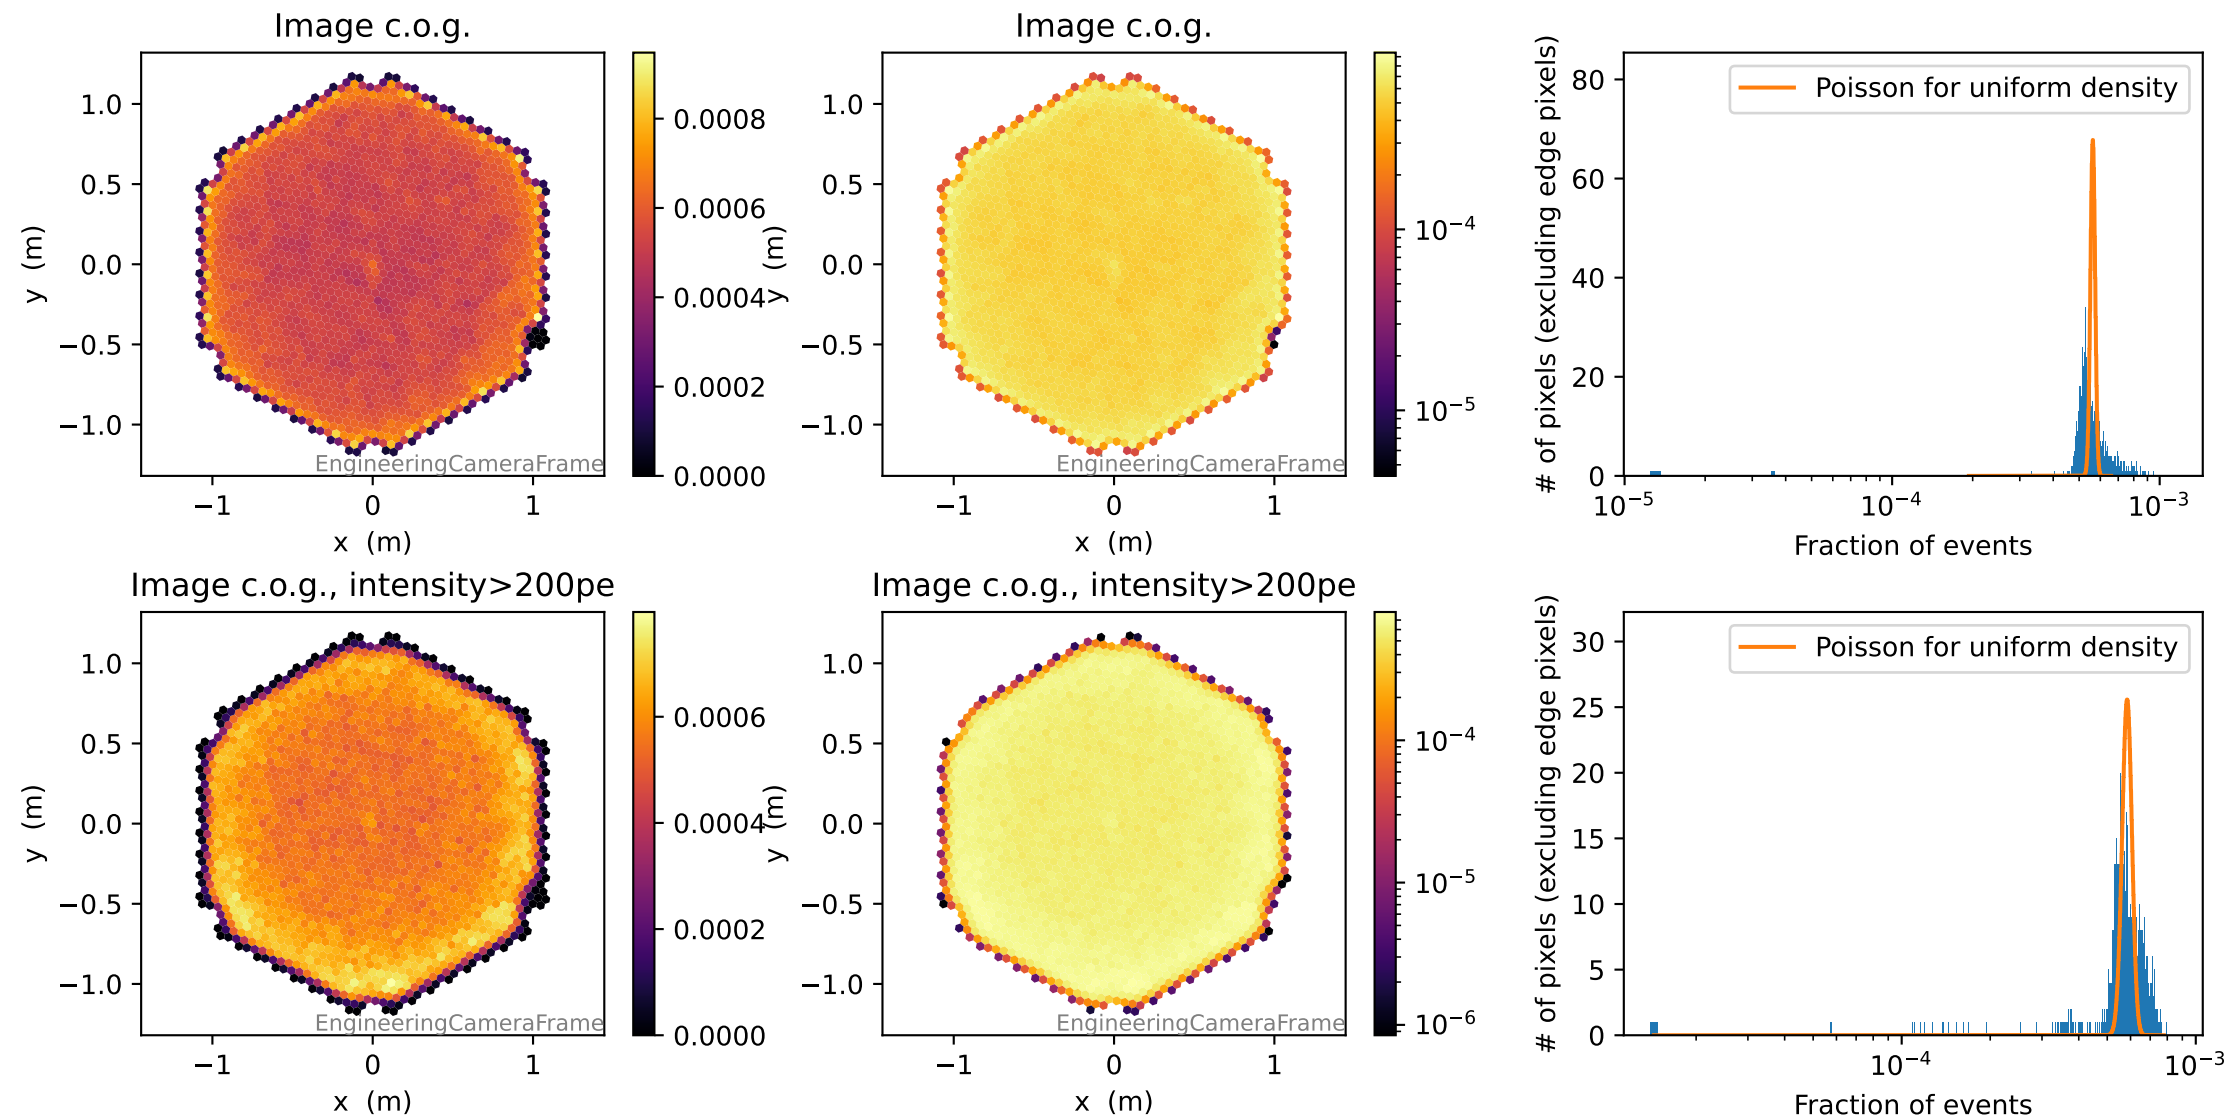 Image c.o.g.
1.0
0.5
0.0
−0.5
−1.0
y (m)
−1
0
1
x (m)
EngineeringCameraFrame
0.0008
0.0006
0.0004
0.0002
0.0000
Image c.o.g.
1.0
0.5
0.0
−0.5
−1.0
y (m)
−1
0
1
x (m)
EngineeringCameraFrame
10⁻⁴
10⁻⁵
# of pixels (excluding edge pixels)
80
60
40
20
0
Poisson for uniform density
10⁻⁵
10⁻⁴
10⁻³
Fraction of events
Image c.o.g., intensity>200pe
1.0
0.5
0.0
−0.5
−1.0
y (m)
−1
0
1
x (m)
EngineeringCameraFrame
0.0006
0.0004
0.0002
0.0000
Image c.o.g., intensity>200pe
1.0
0.5
0.0
−0.5
−1.0
y (m)
−1
0
1
x (m)
EngineeringCameraFrame
10⁻⁴
10⁻⁵
10⁻⁶
# of pixels (excluding edge pixels)
30
25
20
15
10
5
0
Poisson for uniform density
10⁻⁴
10⁻³
Fraction of events